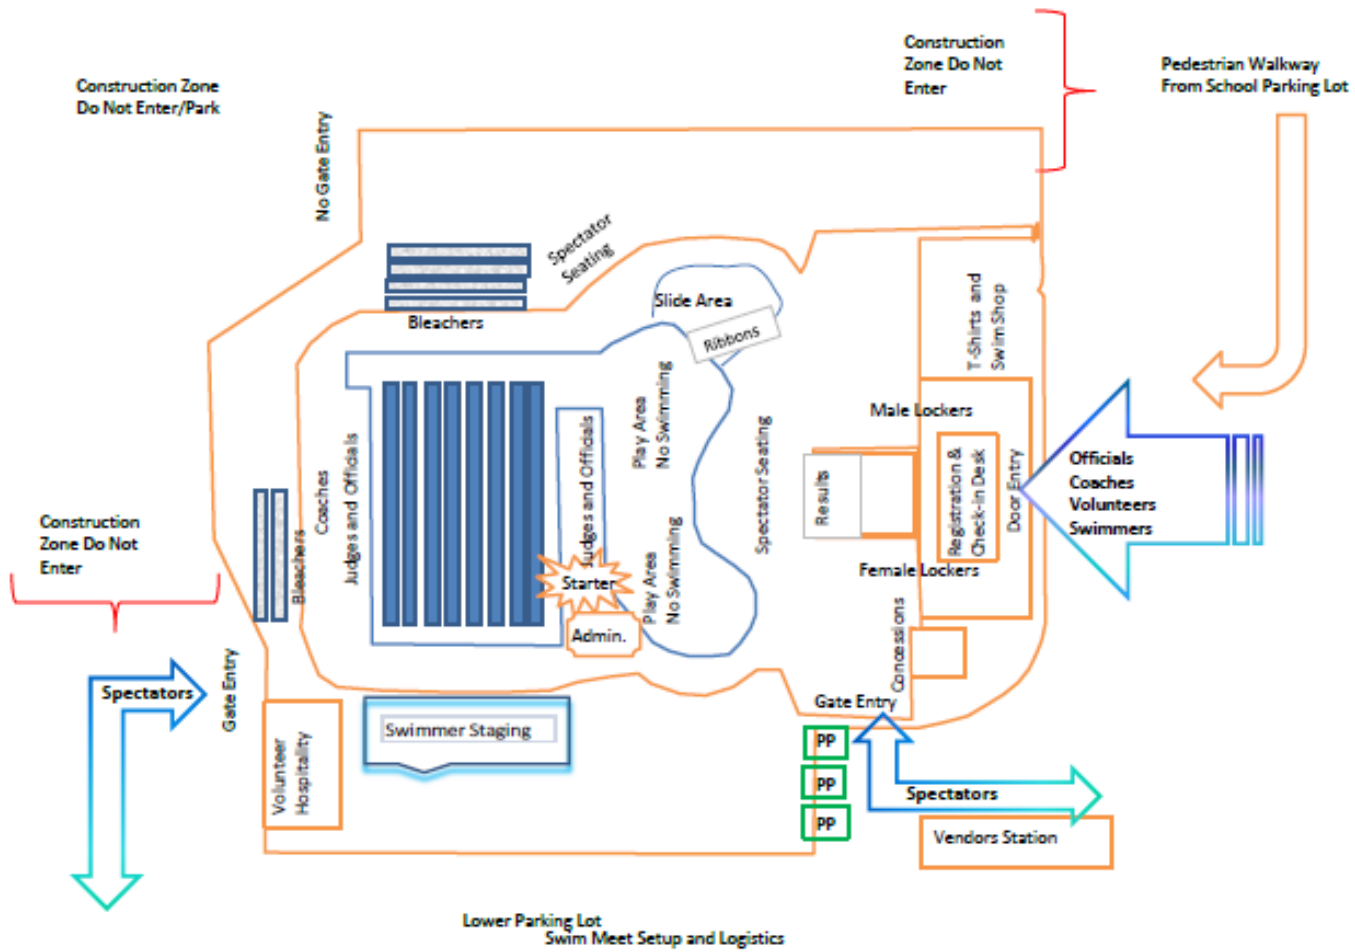 Construction Zone
Do Not Enter/Park
Construction
Zone Do Not
Enter
Pedestrian Walkway
From School Parking Lot
No Gate Entry
Spectator
Seating
Bleachers
Slide Area
Ribbons
T-Shirts and
Swim Shop
Male Lockers
Play Area
No Swimming
Judges and Officials
Coaches
Judges and Officials
Bleachers
Spectator Seating
Results
Registration &
Check-in Desk
Door Entry
Officials
Coaches
Volunteers
Swimmers
Construction
Zone Do Not
Enter
Starter
Play Area
No Swimming
Female Lockers
Admin.
Concessions
Spectators
Gate Entry
Gate Entry
Swimmer Staging
Volunteer
Hospitality
PP
PP
PP
Spectators
Vendors Station
Lower Parking Lot
Swim Meet Setup and Logistics